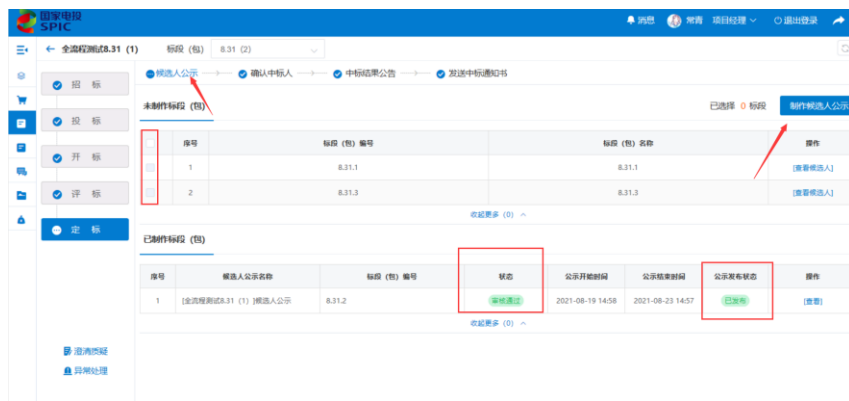 国家电投
SPIC
消息 常青 项目经理 退出登录
全流程测试8.31 (1) 标段（包） 8.31 (2)
候选人公示 确认中标人 中标结果公告 发送中标通知书
招 标
投 标
开 标
评 标
定 标
澄清质疑
异常处理
未制作标段（包） 已选择 0 标段 制作候选人公示
序号 标段（包）编号 标段（包）名称 操作
1 8.31.1 8.31.1 [查看候选人]
2 8.31.3 8.31.3 [查看候选人]
收起更多（0）
已制作标段（包）
序号 候选人公示名称 标段（包）编号 状态 公示开始时间 公示结束时间 公示发布状态 操作
1 [全流程测试8.31（1）]候选人公示 8.31.2 审核通过 2021-08-19 14:58 2021-08-23 14:57 已发布 [查看]
收起更多（0）